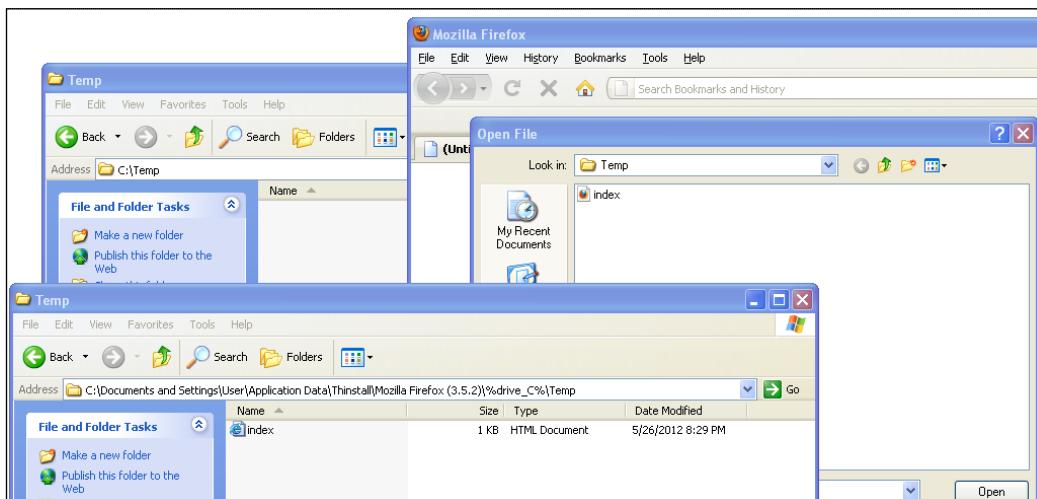 Mozilla Firefox
File Edit View History Bookmarks Tools Help
Search Bookmarks and History
(Unti
Temp
File Edit View Favorites Tools Help
Back Search Folders
Address C:\Temp
Name
File and Folder Tasks
Make a new folder
Publish this folder to the
Web
Open File
Look in: Temp
index
My Recent
Documents
Open
Temp
File Edit View Favorites Tools Help
Back Search Folders
Address C:\Documents and Settings\User\Application Data\Thinstall\Mozilla Firefox (3.5.2)\%drive_C%\Temp Go
Name Size Type Date Modified
index 1 KB HTML Document 5/26/2012 8:29 PM
File and Folder Tasks
Make a new folder
Publish this folder to the
Web